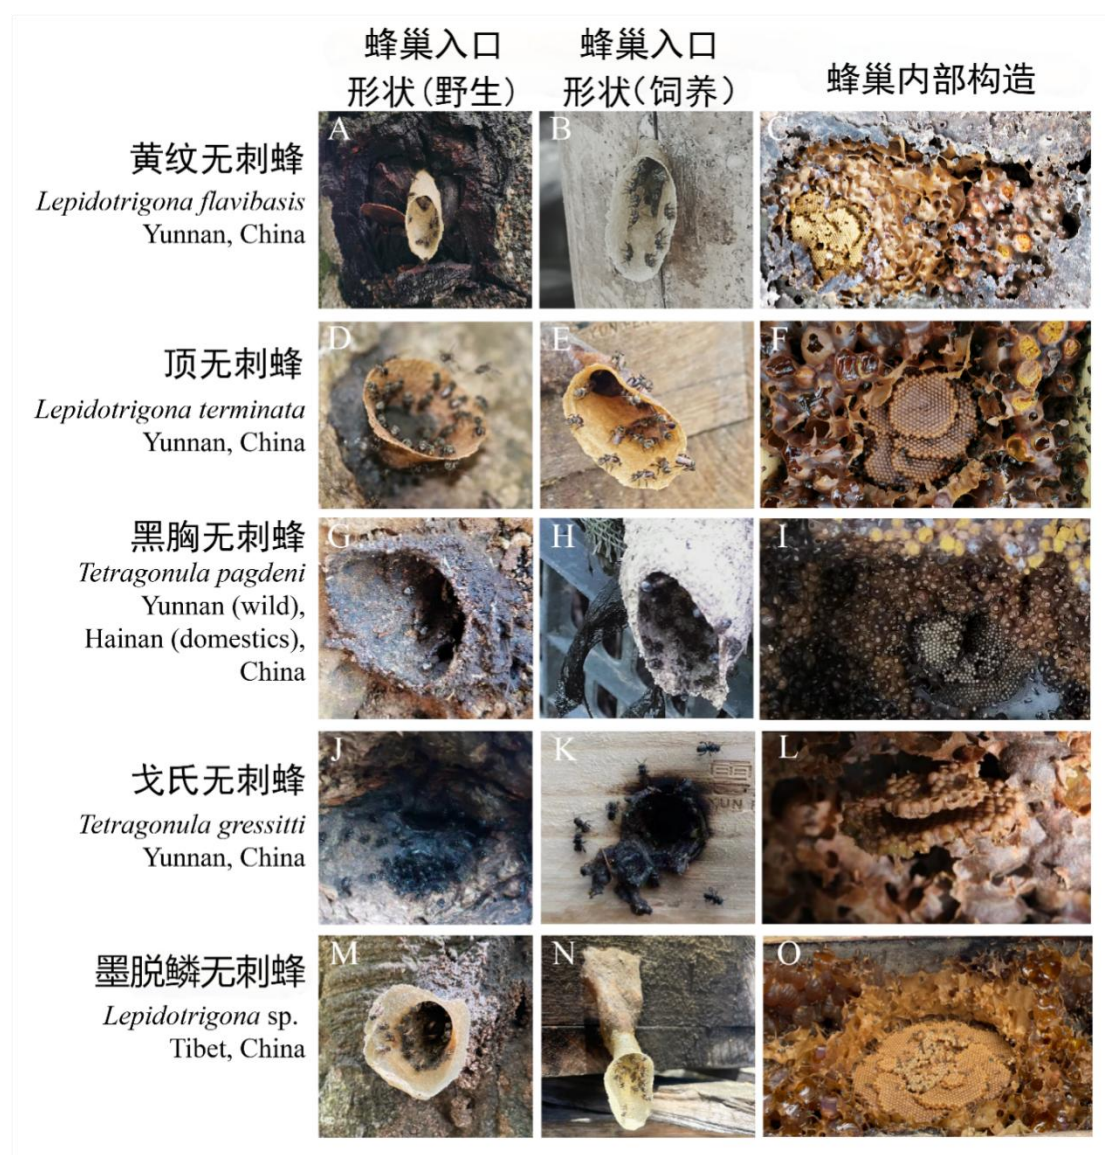 蜂巢入口
形状(野生)
蜂巢入口
形状(饲养)
蜂巢内部构造
黄纹无刺蜂
Lepidotrigona flavibasis
Yunnan, China
A
B
C
顶无刺蜂
Lepidotrigona terminata
Yunnan, China
D
E
F
黑胸无刺蜂
Tetragonula pagdeni
Yunnan (wild),
Hainan (domestics),
China
G
H
I
戈氏无刺蜂
Tetragonula gressitti
Yunnan, China
J
K
L
墨脱鳞无刺蜂
Lepidotrigona sp.
Tibet, China
M
N
O